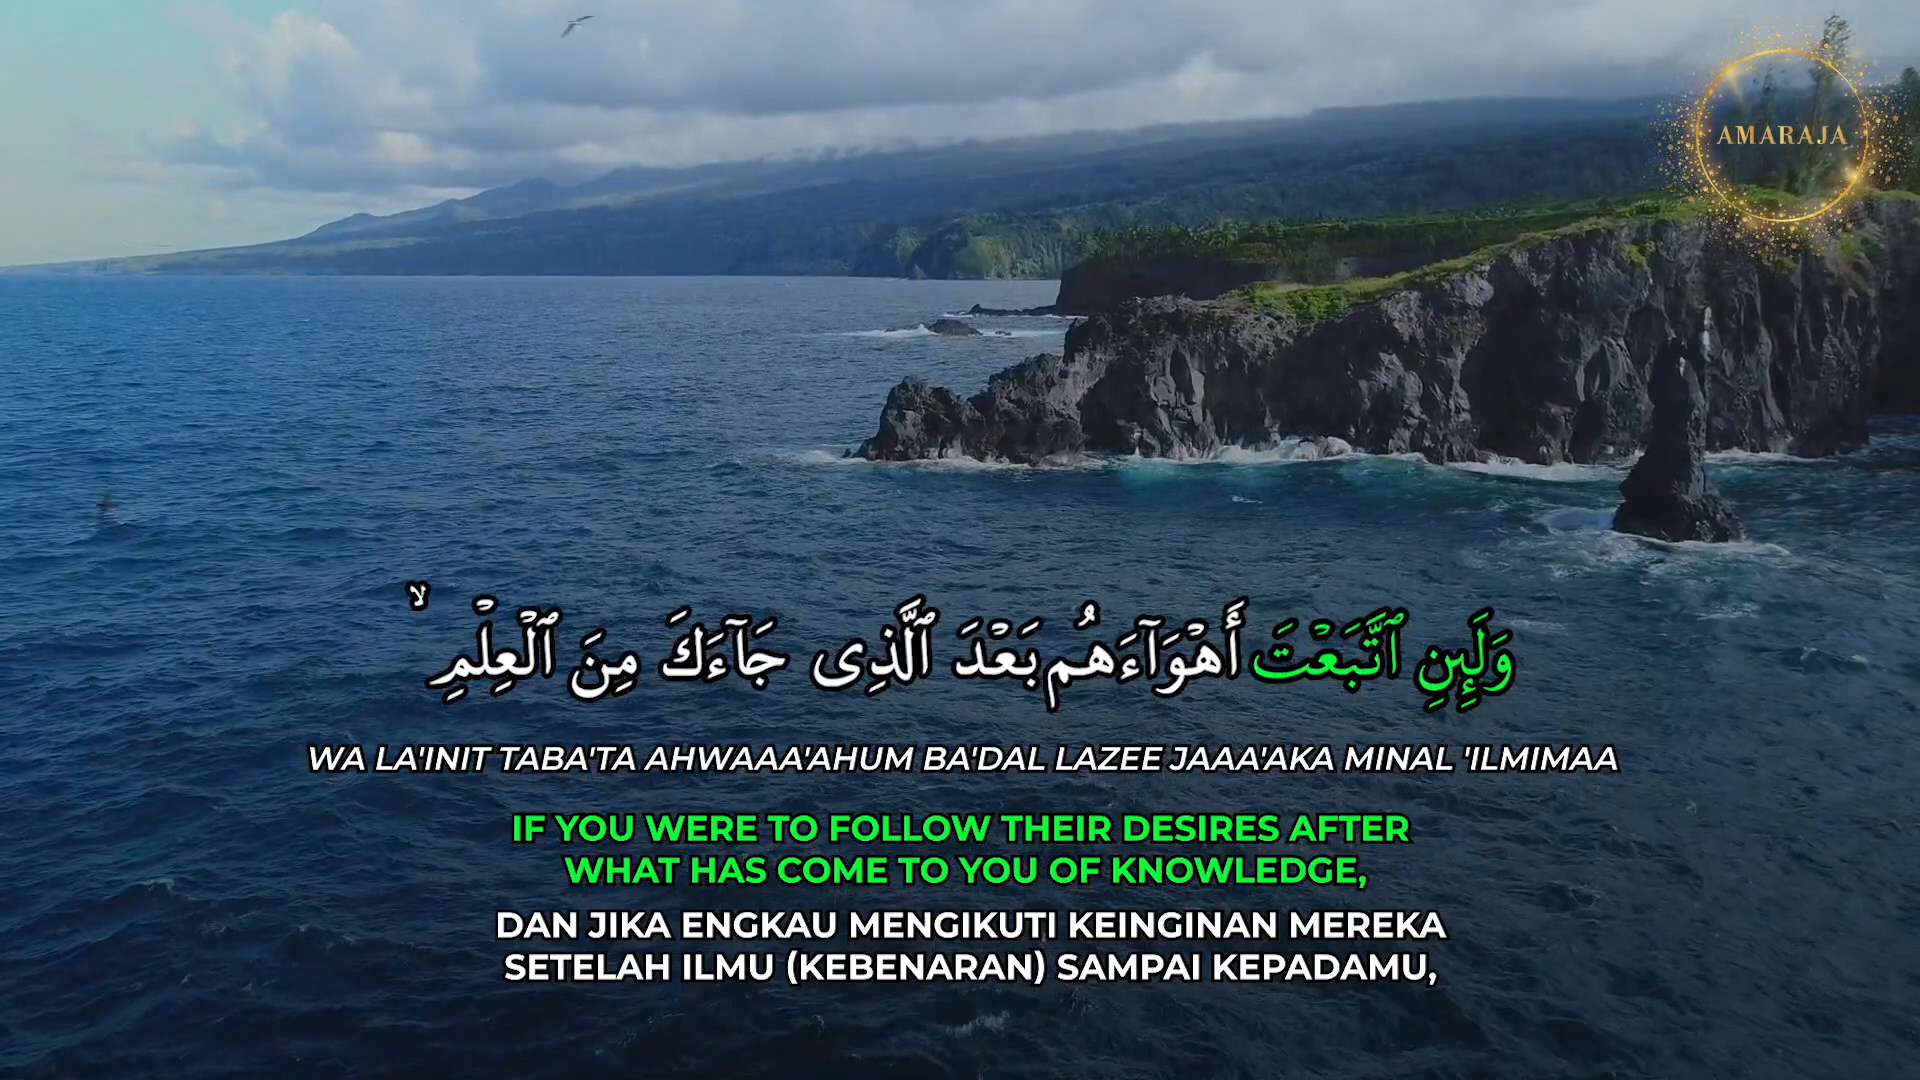 AMARAJA
وَلَئِنِ ٱتَّبَعْتَ أَهْوَآءَهُم بَعْدَ ٱلَّذِى جَآءَكَ مِنَ ٱلْعِلْمِ ۙ
WA LA'INIT TABA'TA AHWAAA'AHUM BA'DAL LAZEE JAAA'AKA MINAL 'ILMIMAA
IF YOU WERE TO FOLLOW THEIR DESIRES AFTER
WHAT HAS COME TO YOU OF KNOWLEDGE,
DAN JIKA ENGKAU MENGIKUTI KEINGINAN MEREKA
SETELAH ILMU (KEBENARAN) SAMPAI KEPADAMU,